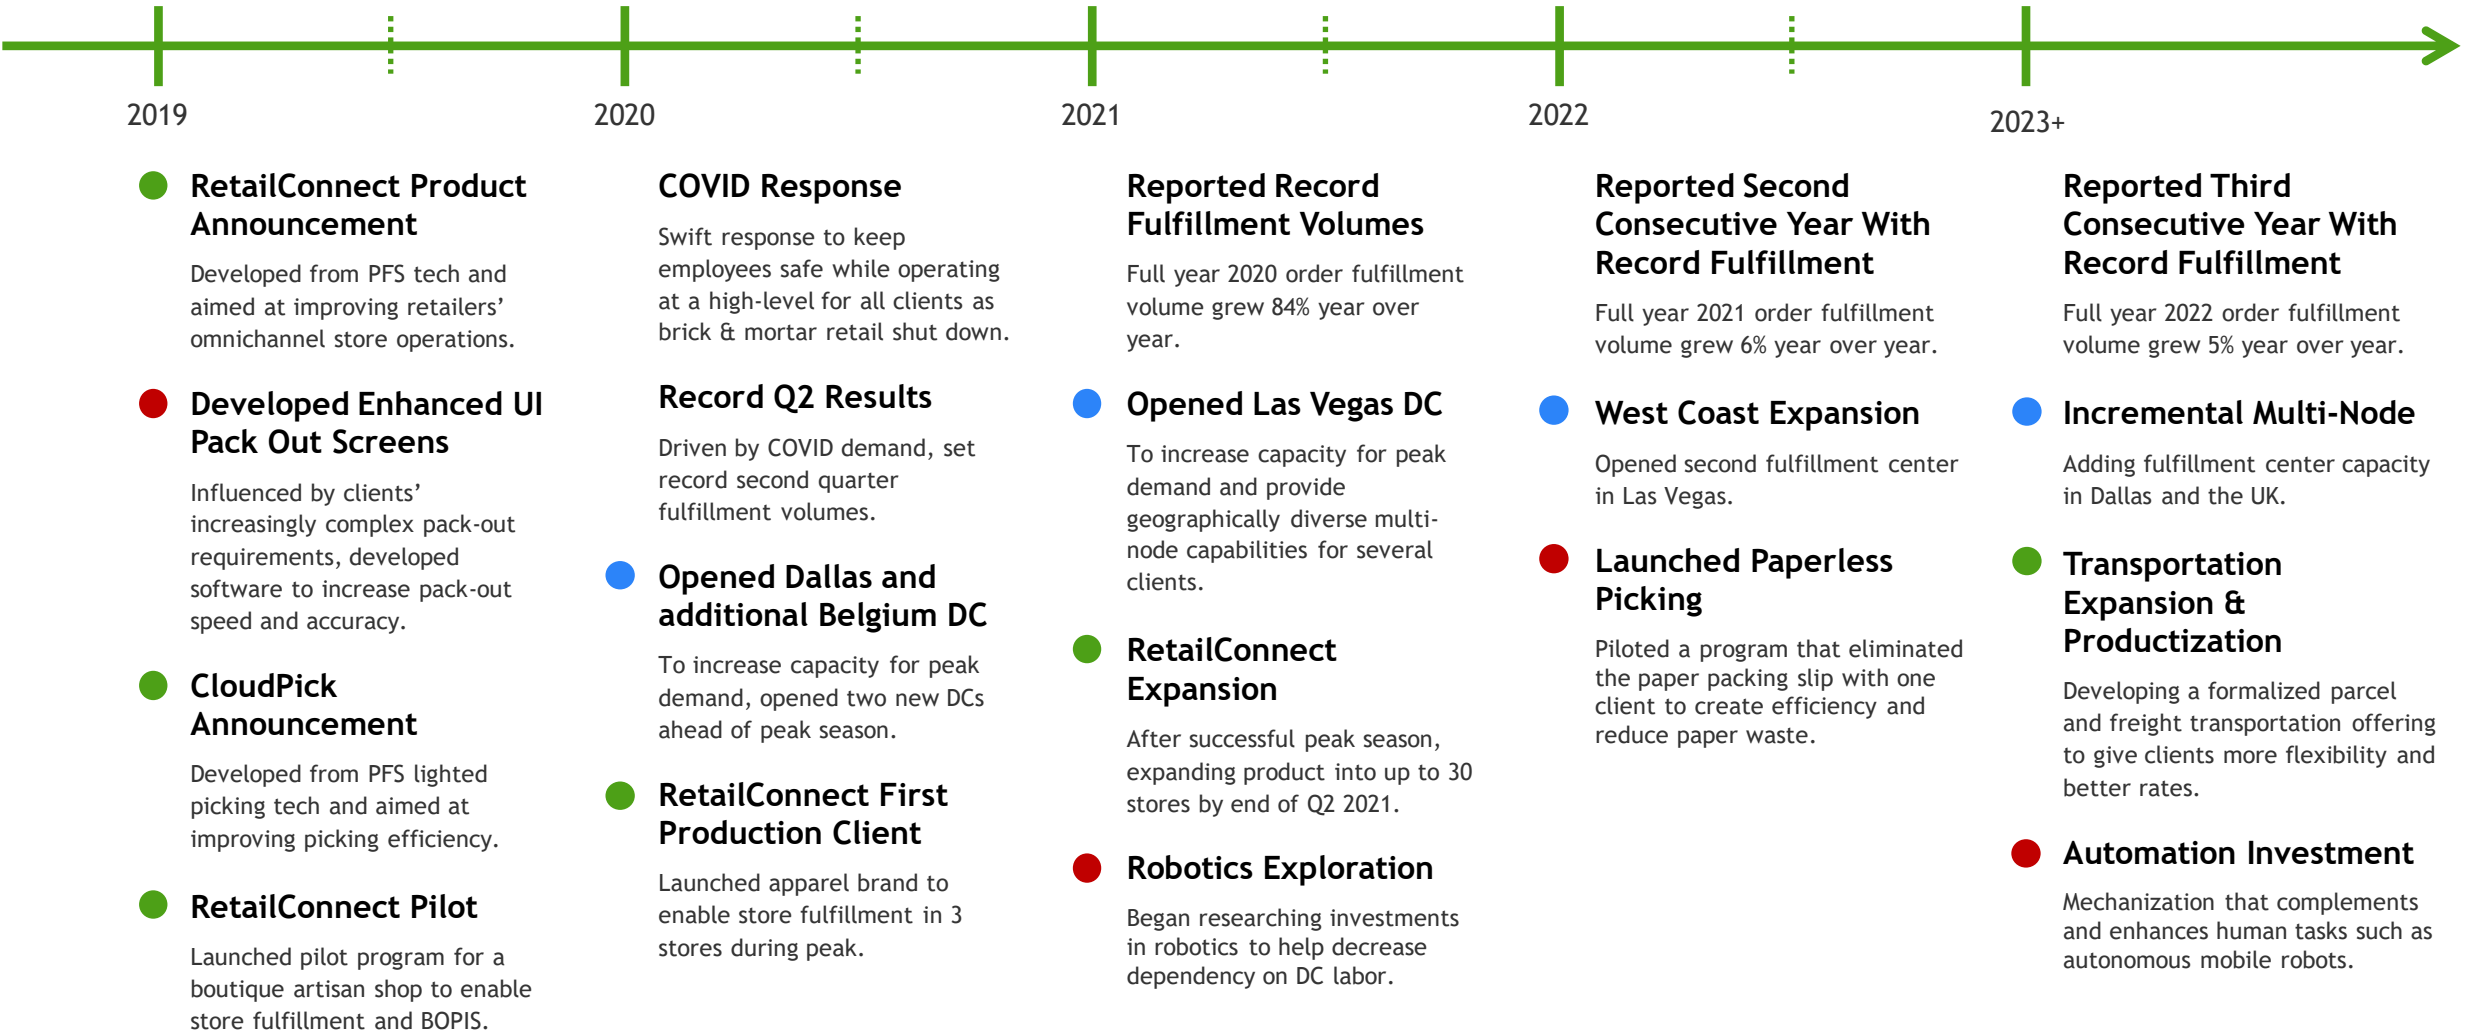 2019
2020
2021
2022
2023+
RetailConnect Product
Announcement
Developed from PFS tech and
aimed at improving retailers’
omnichannel store operations.
Developed Enhanced UI
Pack Out Screens
Influenced by clients’
increasingly complex pack-out
requirements, developed
software to increase pack-out
speed and accuracy.
CloudPick
Announcement
Developed from PFS lighted
picking tech and aimed at
improving picking efficiency.
RetailConnect Pilot
Launched pilot program for a
boutique artisan shop to enable
store fulfillment and BOPIS.
COVID Response
Swift response to keep
employees safe while operating
at a high-level for all clients as
brick & mortar retail shut down.
Record Q2 Results
Driven by COVID demand, set
record second quarter
fulfillment volumes.
Opened Dallas and
additional Belgium DC
To increase capacity for peak
demand, opened two new DCs
ahead of peak season.
RetailConnect First
Production Client
Launched apparel brand to
enable store fulfillment in 3
stores during peak.
Reported Record
Fulfillment Volumes
Full year 2020 order fulfillment
volume grew 84% year over
year.
Opened Las Vegas DC
To increase capacity for peak
demand and provide
geographically diverse multi-
node capabilities for several
clients.
RetailConnect
Expansion
After successful peak season,
expanding product into up to 30
stores by end of Q2 2021.
Robotics Exploration
Began researching investments
in robotics to help decrease
dependency on DC labor.
Reported Second
Consecutive Year With
Record Fulfillment
Full year 2021 order fulfillment
volume grew 6% year over year.
West Coast Expansion
Opened second fulfillment center
in Las Vegas.
Launched Paperless
Picking
Piloted a program that eliminated
the paper packing slip with one
client to create efficiency and
reduce paper waste.
Reported Third
Consecutive Year With
Record Fulfillment
Full year 2022 order fulfillment
volume grew 5% year over year.
Incremental Multi-Node
Adding fulfillment center capacity
in Dallas and the UK.
Transportation
Expansion &
Productization
Developing a formalized parcel
and freight transportation offering
to give clients more flexibility and
better rates.
Automation Investment
Mechanization that complements
and enhances human tasks such as
autonomous mobile robots.